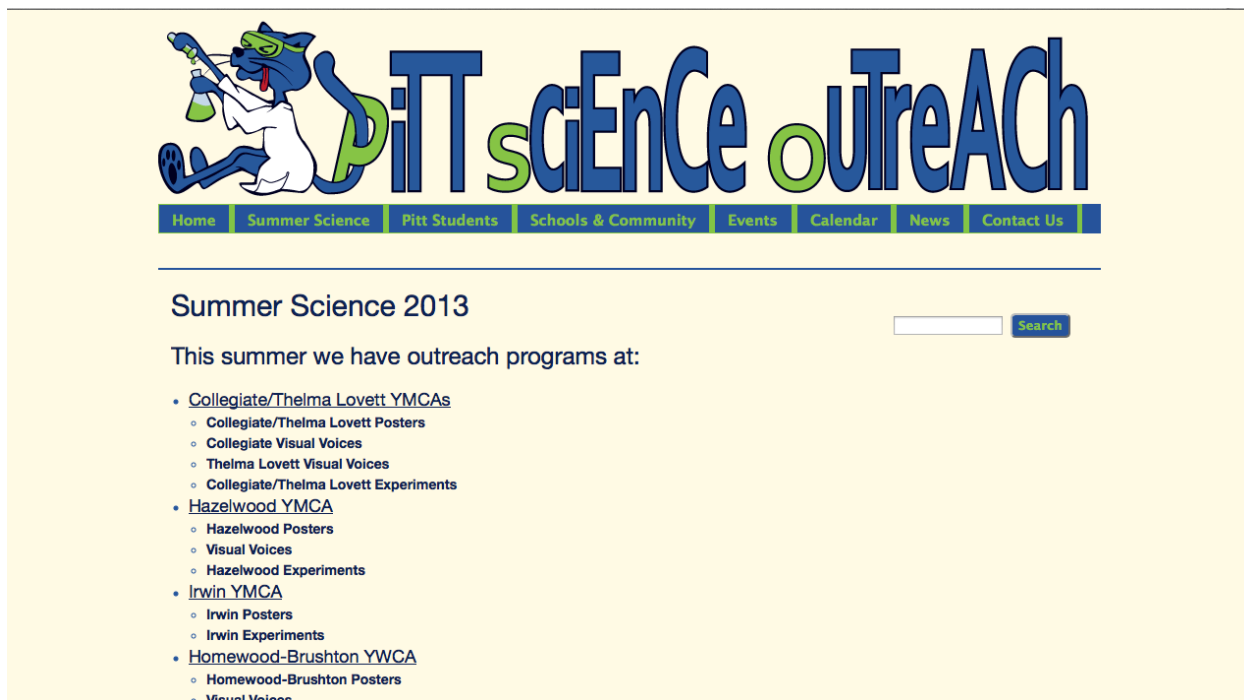 piTT sciEnCe ouTreACh
Home Summer Science Pitt Students Schools & Community Events Calendar News Contact Us
Summer Science 2013
Search
This summer we have outreach programs at:
Collegiate/Thelma Lovett YMCAs
Collegiate/Thelma Lovett Posters
Collegiate Visual Voices
Thelma Lovett Visual Voices
Collegiate/Thelma Lovett Experiments
Hazelwood YMCA
Hazelwood Posters
Visual Voices
Hazelwood Experiments
Irwin YMCA
Irwin Posters
Irwin Experiments
Homewood-Brushton YWCA
Homewood-Brushton Posters
Visual Voices